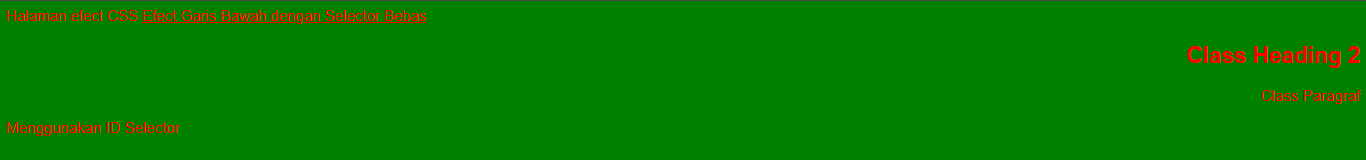 Halaman efect CSS Efect Garis Bawah dengan Selector Bebas
Class Heading 2
Class Paragraf
Menggunakan ID Selector